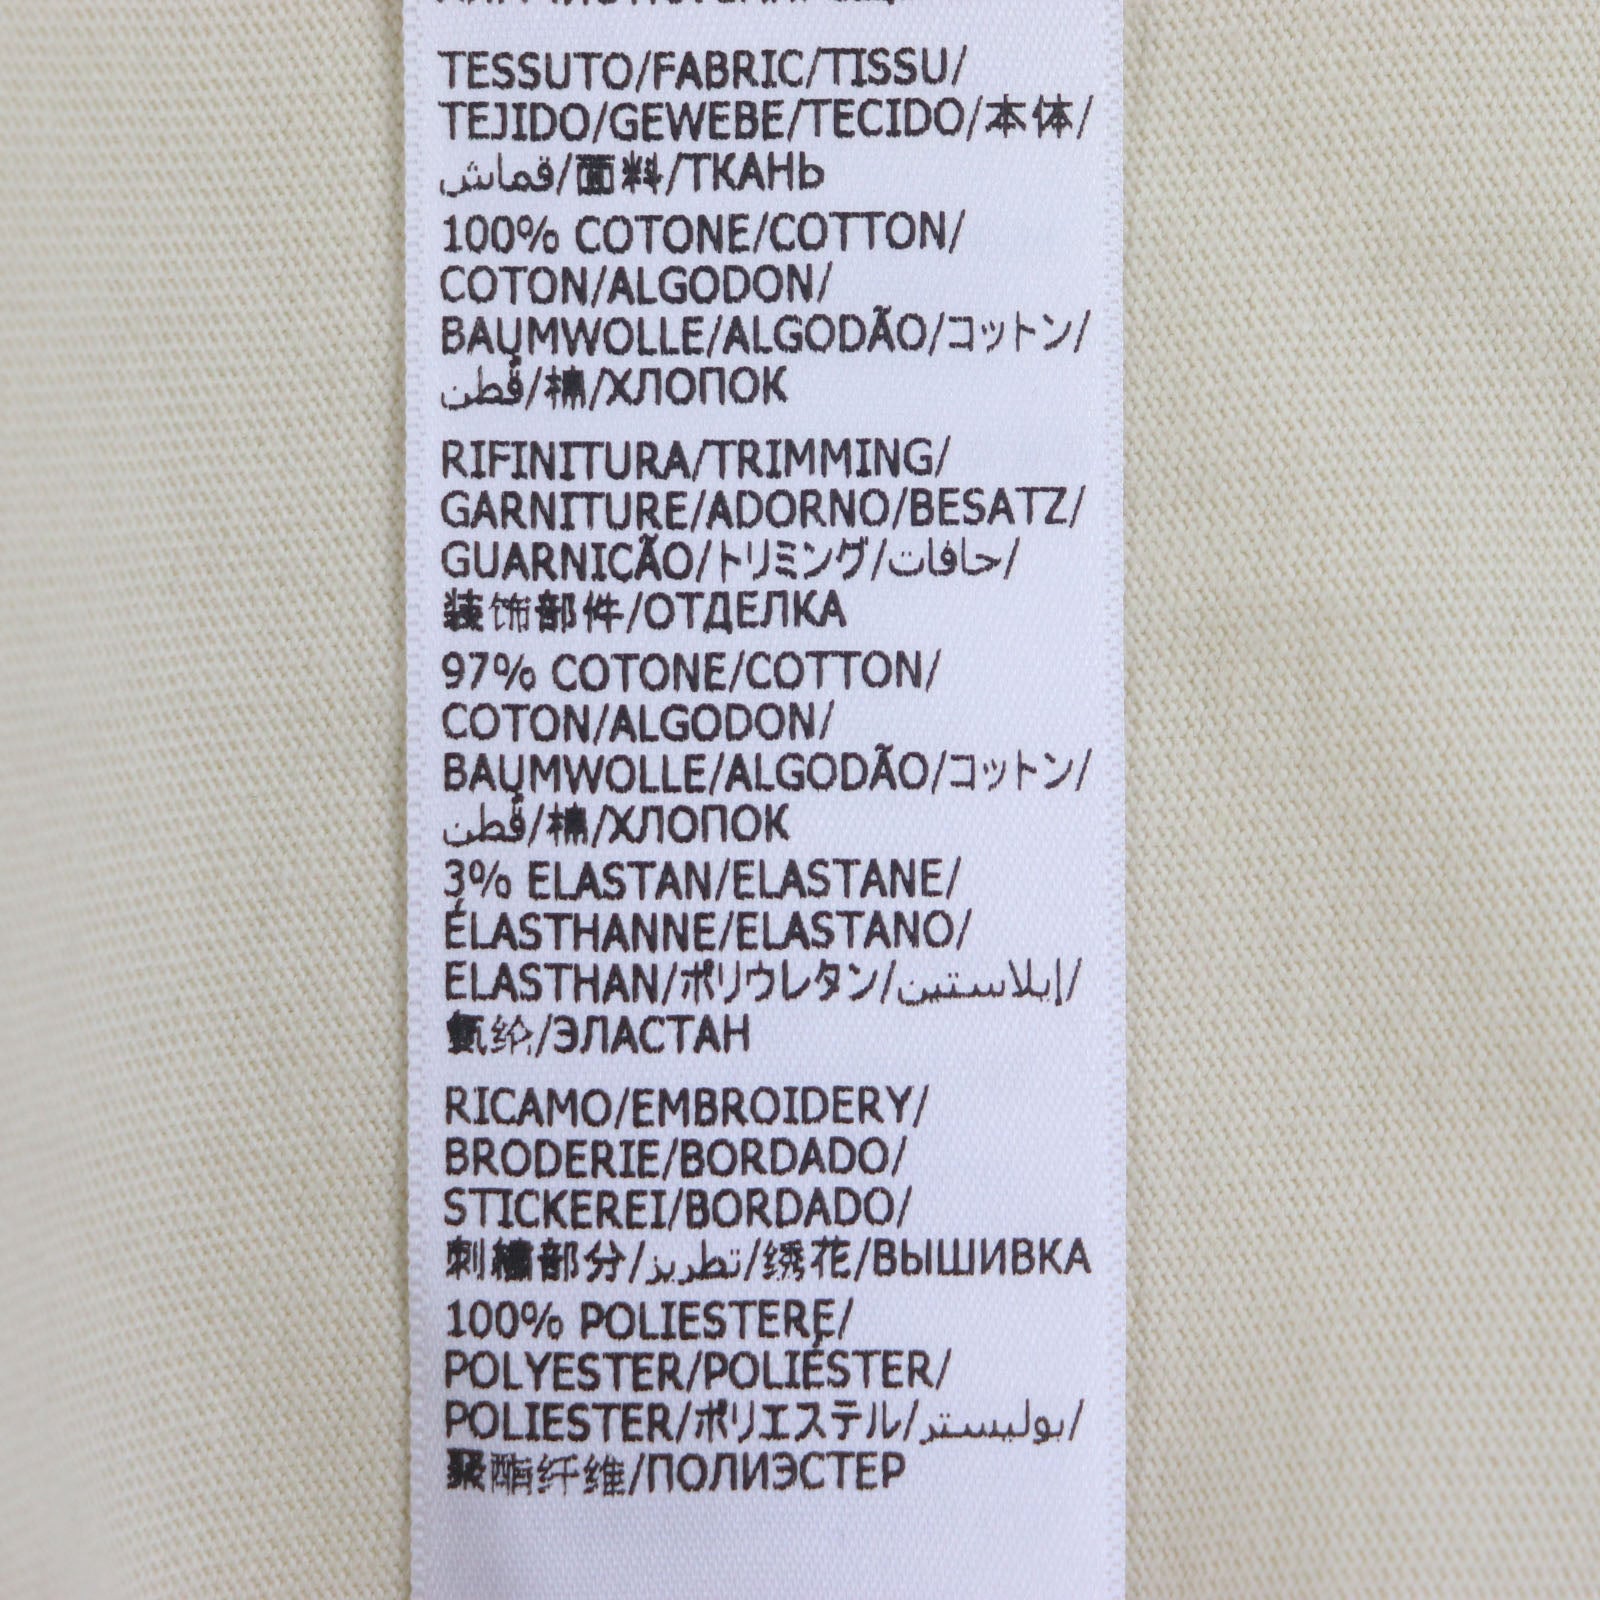 TESSUTO/FABRIC/TISSU/
TEJIDO/GEWEBE/TECIDO/本体/
قماش/面料/ТКАНЬ
100% COTONE/COTTON/
COTON/ALGODON/
BAUMWOLLE/ALGODÃO/コットン/
قطن/棉/ХЛОПОК
RIFINITURA/TRIMMING/
GARNITURE/ADORNO/BESATZ/
GUARNICÃO/トリミング/حافات/
装饰部件/ОТДЕЛКА
97% COTONE/COTTON/
COTON/ALGODON/
BAUMWOLLE/ALGODÃO/コットン/
قطن/棉/ХЛОПОК
3% ELASTAN/ELASTANE/
ÉLASTHANNE/ELASTANO/
ELASTHAN/ポリウレタン/إيلاستين/
氨纶/ЭЛАСТАН
RICAMO/EMBROIDERY/
BRODERIE/BORDADO/
STICKEREI/BORDADO/
刺繍部分/تطريز/绣花/ВЫШИВКА
100% POLIESTERE/
POLYESTER/POLIÉSTER/
POLIESTER/ポリエステル/بوليستر/
聚酯纤维/ПОЛИЭСТЕР